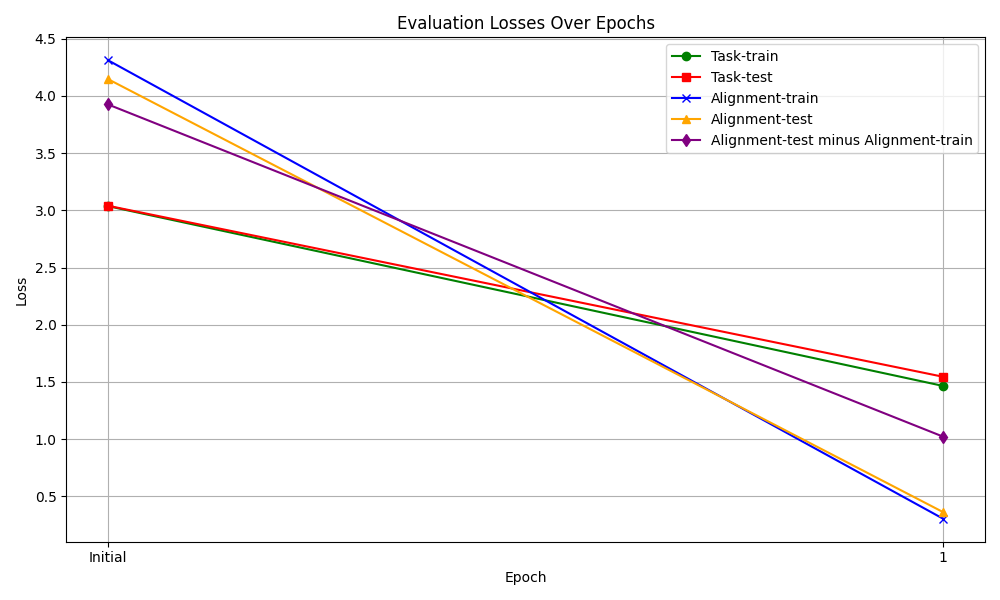 Evaluation Losses Over Epochs
4.5
4.0
3.5
3.0
2.5
2.0
1.5
1.0
0.5
Loss
Task-train
Task-test
Alignment-train
Alignment-test
Alignment-test minus Alignment-train
Initial
1
Epoch